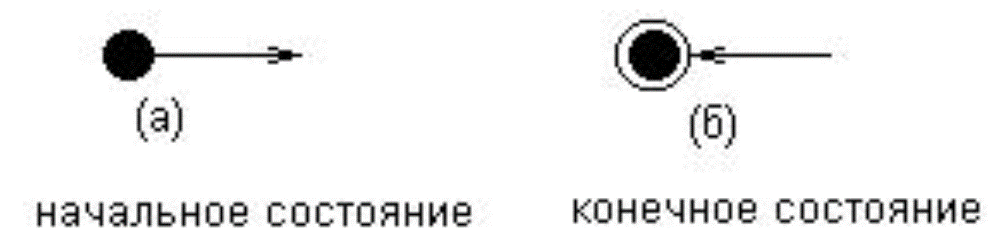 (а)
(б)
начальное состояние
конечное состояние